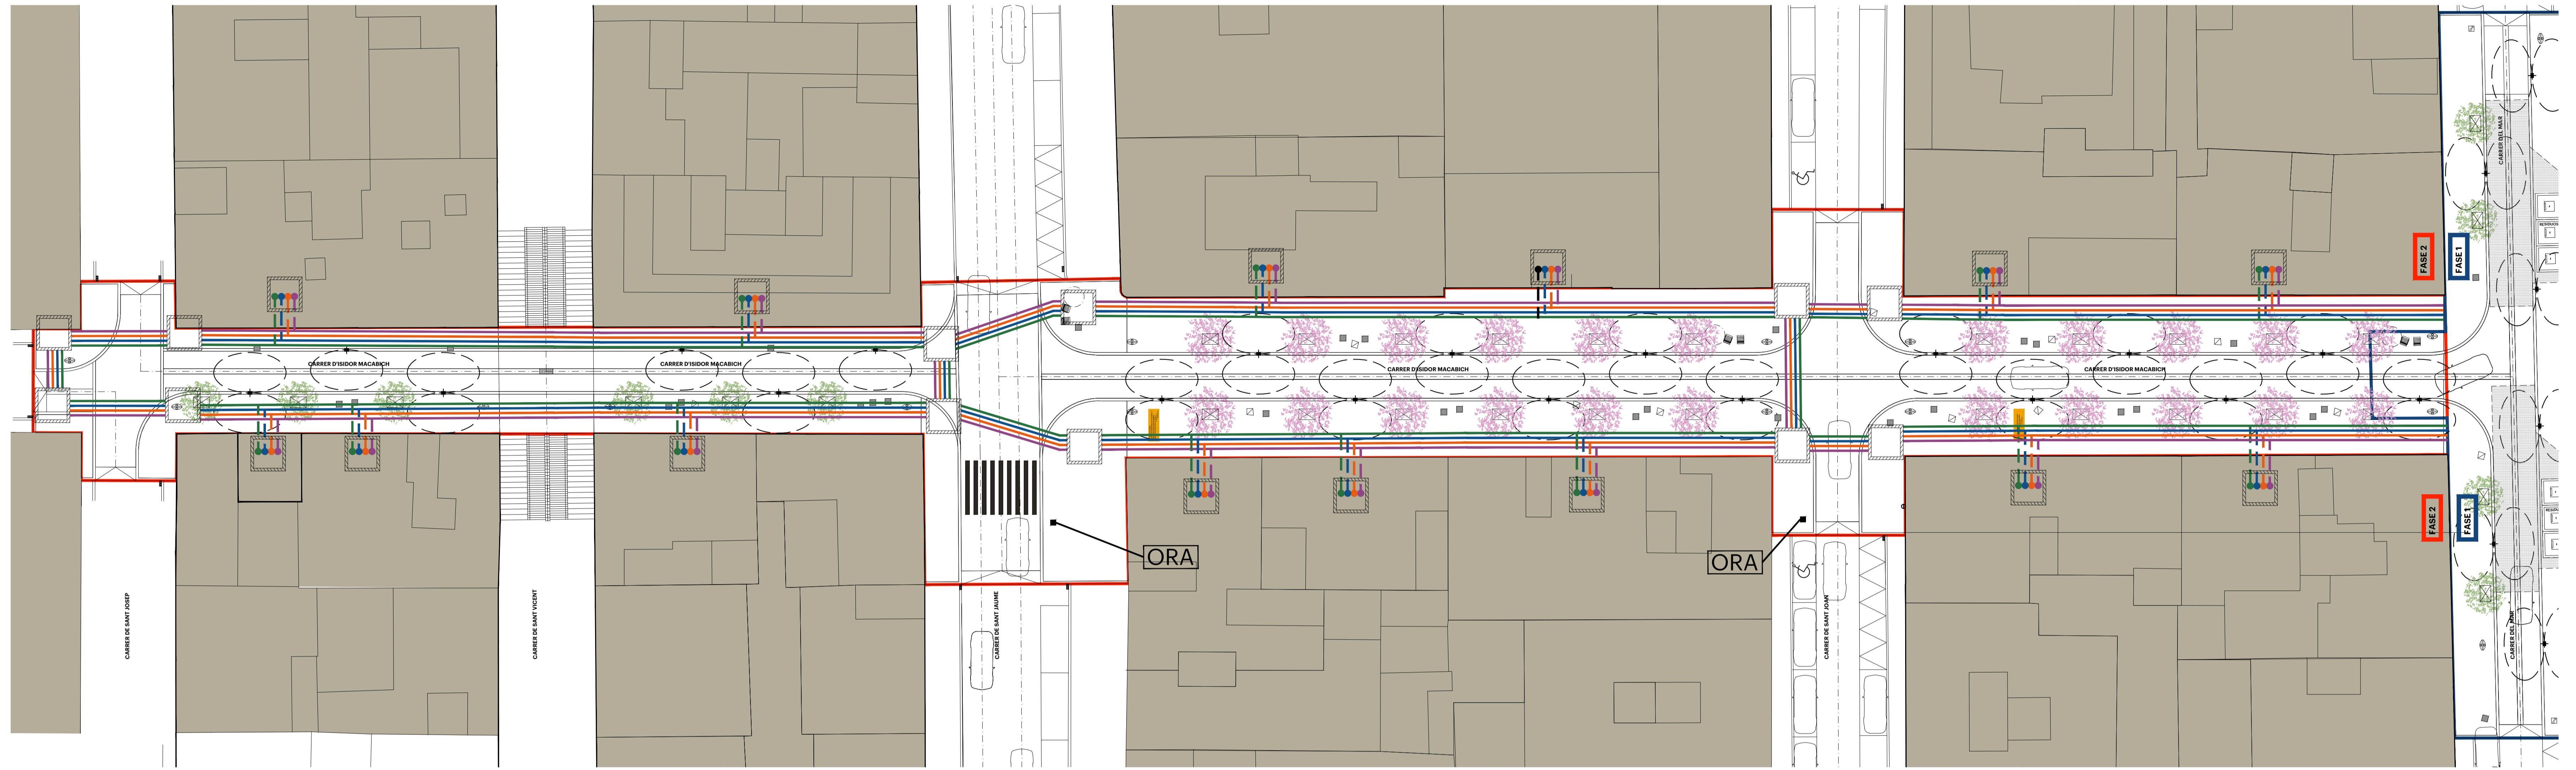 CARRER DEL MAR
FASE 2
FASE 1
CARRER D'ISIDOR MACABICH
CARRER D'ISIDOR MACABICH
CARRER D'ISIDOR MACABICH
CARRER D'ISIDOR MACABICH
FASE 2
FASE 1
ORA
ORA
CARRER DE SANT JOSEP
CARRER DE SANT VICENT
CARRER DE SANT JAUME
CARRER DE SANT JOAN
CARRER DEL MAR